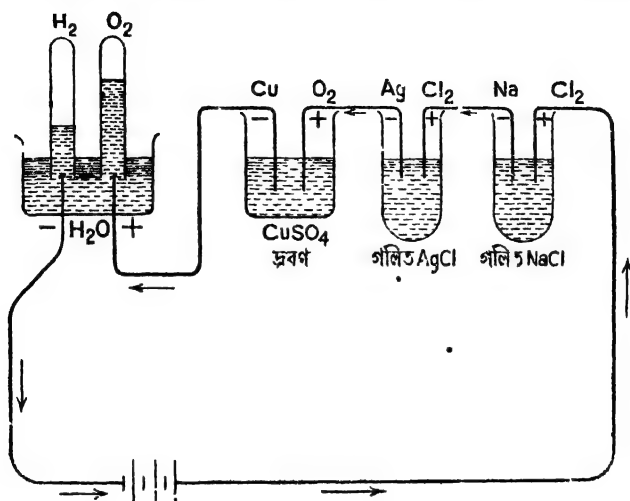 H₂ O₂
Cu O₂ Ag Cl₂ Na Cl₂
− + − + − +
− H₂O +
CuSO₄
দ্রবণ গলিত AgCl গলিত NaCl